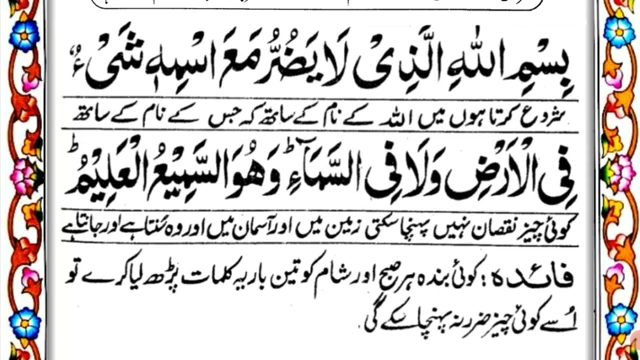 بِسْمِ اللهِ الَّذِىْ لَا يَضُرُّ مَعَ اسْمِهٖ شَىْءٌ
شروع کرتا ہوں میں اللہ کے نام کے ساتھ کہ جس کے نام کے ساتھ
فِى الْاَرْضِ وَلَا فِى السَّمَآءِ ؕ وَهُوَ السَّمِيْعُ الْعَلِيْمُ ؕ
کوئی چیز نقصان نہیں پہنچا سکتی زمین میں اور آسمان میں اور وہ سنتا ہے اور جانتا ہے
فائدہ: کوئی بندہ ہر صبح اور شام کو تین بار یہ کلمات پڑھ لیا کرے تو
اُسے کوئی چیز ضرر نہ پہنچا سکے گی